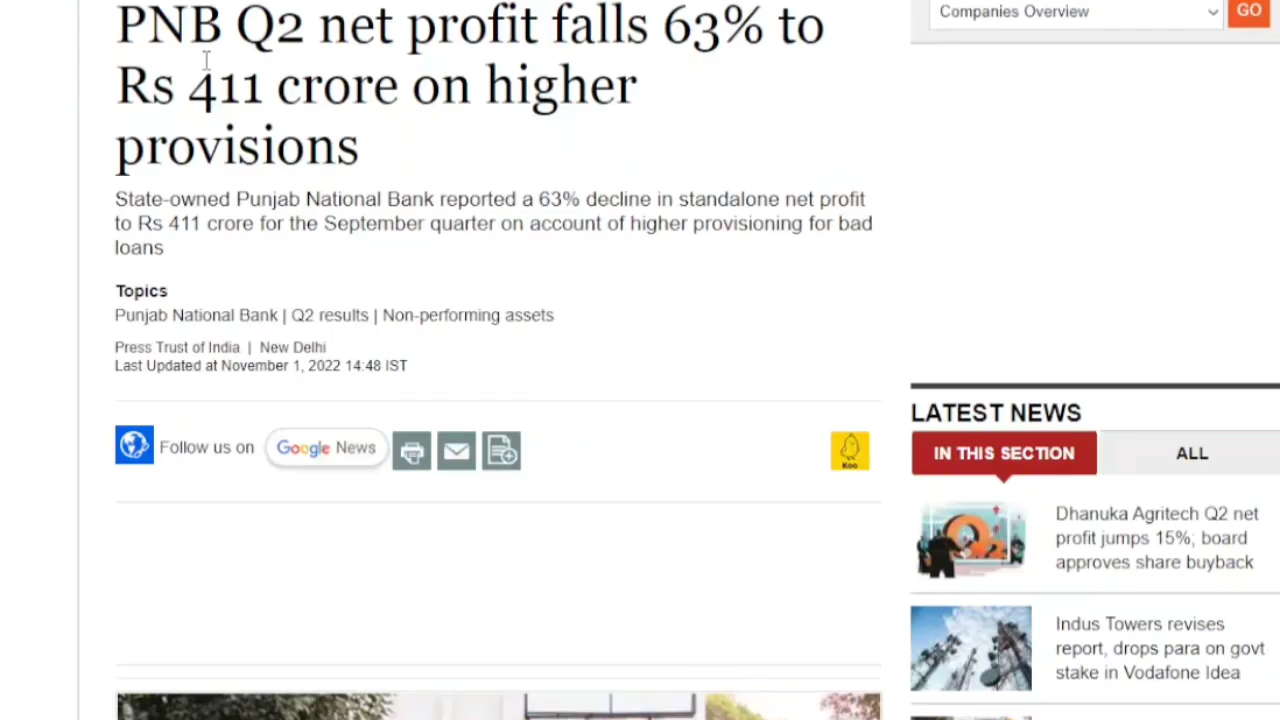 PNB Q2 net profit falls 63% to
Rs 411 crore on higher
provisions
State-owned Punjab National Bank reported a 63% decline in standalone net profit
to Rs 411 crore for the September quarter on account of higher provisioning for bad
loans
Topics
Punjab National Bank | Q2 results | Non-performing assets
Press Trust of India | New Delhi
Last Updated at November 1, 2022 14:48 IST
Follow us on
Google News
Koo
Companies Overview
GO
LATEST NEWS
IN THIS SECTION
ALL
Dhanuka Agritech Q2 net
profit jumps 15%; board
approves share buyback
Indus Towers revises
report, drops para on govt
stake in Vodafone Idea